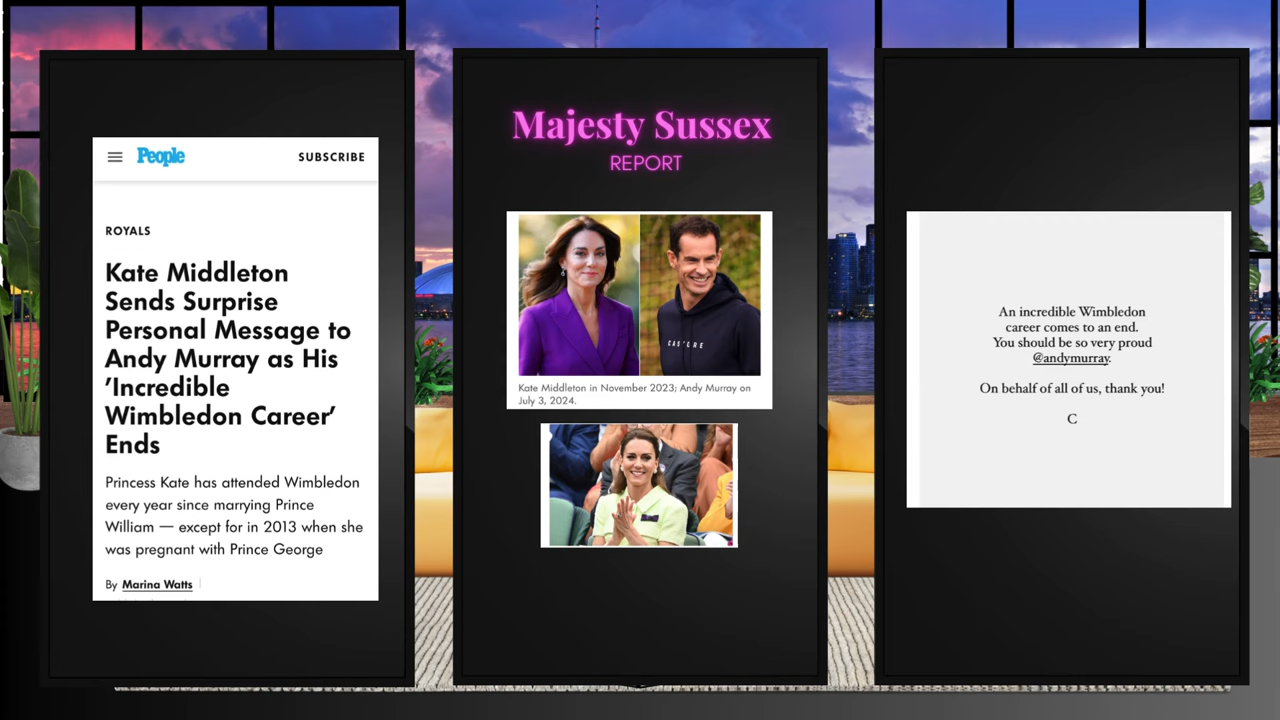 People
SUBSCRIBE
ROYALS
Kate Middleton
Sends Surprise
Personal Message to
Andy Murray as His
'Incredible
Wimbledon Career'
Ends
Princess Kate has attended Wimbledon
every year since marrying Prince
William — except for in 2013 when she
was pregnant with Prince George
By Marina Watts
Majesty Sussex
REPORT
CASTORE
Kate Middleton in November 2023; Andy Murray on
July 3, 2024.
An incredible Wimbledon
career comes to an end.
You should be so very proud
@andymurray.
On behalf of all of us, thank you!
C